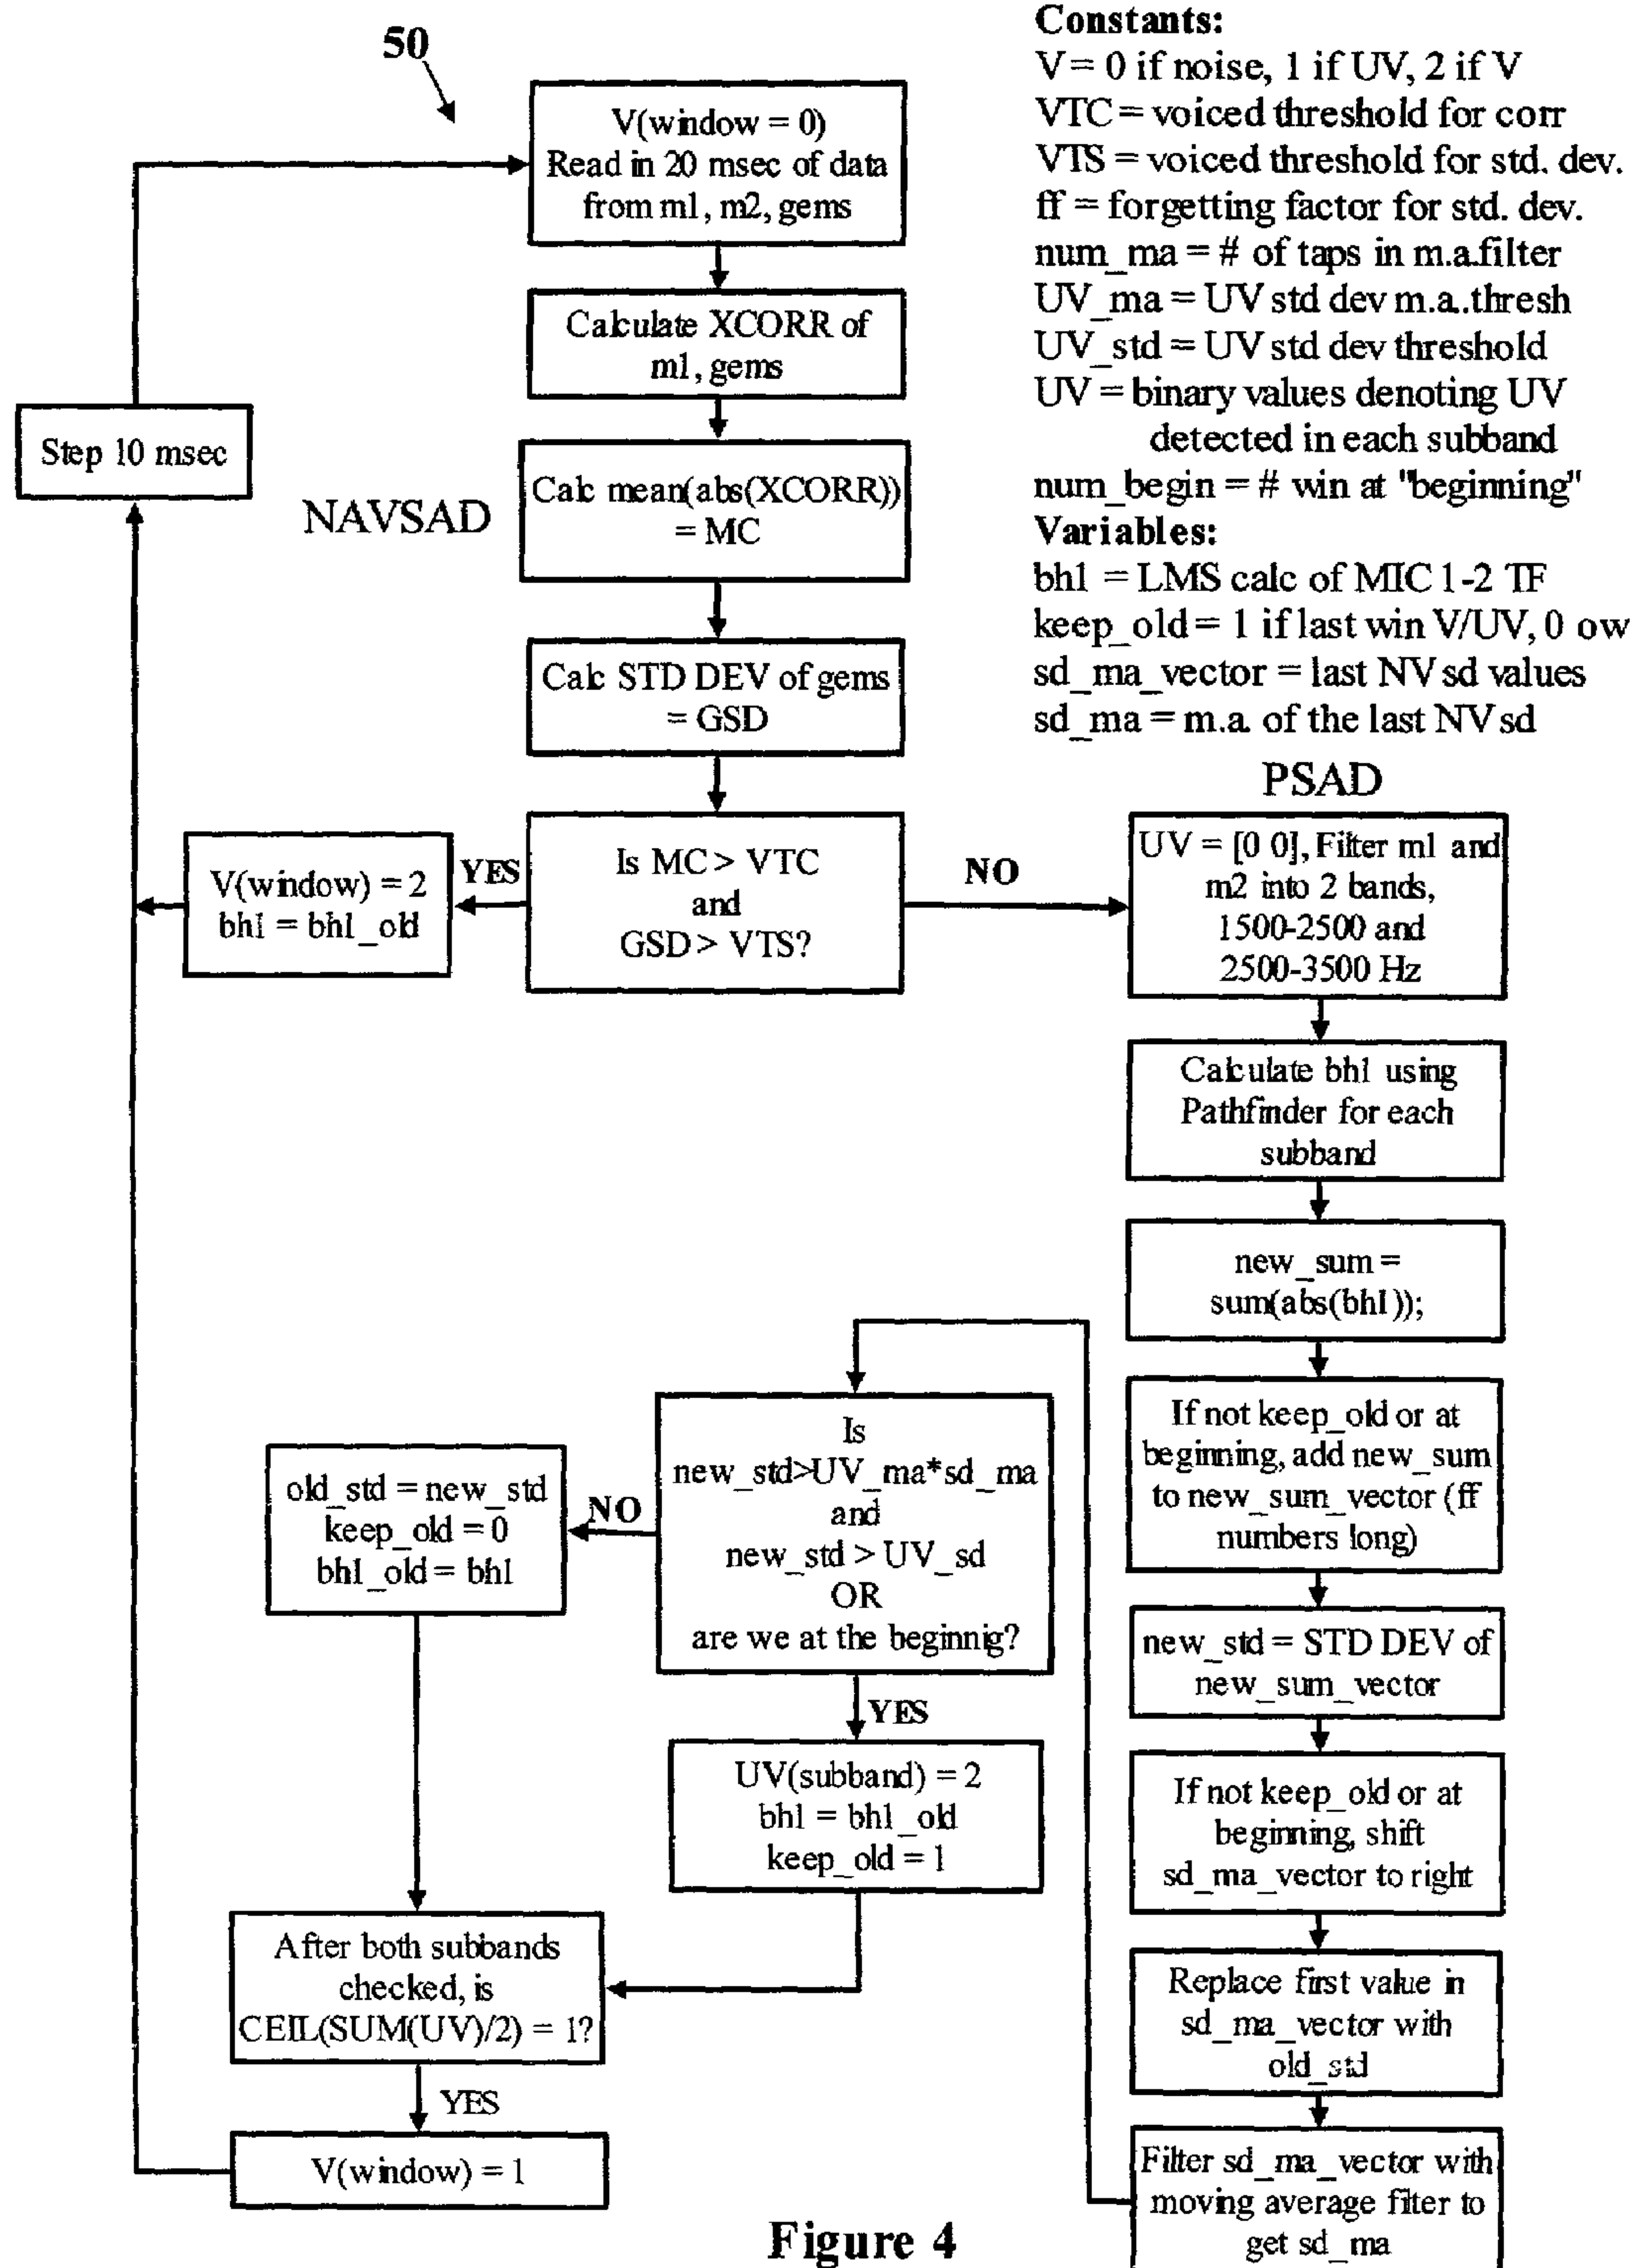 50
V(window = 0)
Read in 20 msec of data
from m1, m2, gems
Calculate XCORR of
m1, gems
Step 10 msec
NAVSAD
Calc mean(abs(XCORR))
= MC
Calc STD DEV of gems
= GSD
Is MC > VTC
and
GSD > VTS?
YES
V(window) = 2
bh1 = bh1_old
NO
Constants:
V = 0 if noise, 1 if UV, 2 if V
VTC = voiced threshold for corr
VTS = voiced threshold for std. dev.
ff = forgetting factor for std. dev.
num_ma = # of taps in m.a.filter
UV_ma = UV std dev m.a.thresh
UV_std = UV std dev threshold
UV = binary values denoting UV
detected in each subband
num_begin = # win at "beginning"
Variables:
bh1 = LMS calc of MIC 1-2 TF
keep_old = 1 if last win V/UV, 0 ow
sd_ma_vector = last NV sd values
sd_ma = m.a. of the last NV sd
PSAD
UV = [0 0], Filter m1 and
m2 into 2 bands,
1500-2500 and
2500-3500 Hz
Calculate bh1 using
Pathfinder for each
subband
new_sum =
sum(abs(bh1));
If not keep_old or at
beginning, add new_sum
to new_sum_vector (ff
numbers long)
new_std = STD DEV of
new_sum_vector
If not keep_old or at
beginning, shift
sd_ma_vector to right
Replace first value in
sd_ma_vector with
old_std
Filter sd_ma_vector with
moving average filter to
get sd_ma
Is
new_std>UV_ma*sd_ma
and
new_std > UV_sd
OR
are we at the beginnig?
NO
old_std = new_std
keep_old = 0
bh1_old = bh1
YES
UV(subband) = 2
bh1 = bh1_old
keep_old = 1
After both subbands
checked, is
CEIL(SUM(UV)/2) = 1?
YES
V(window) = 1
Figure 4